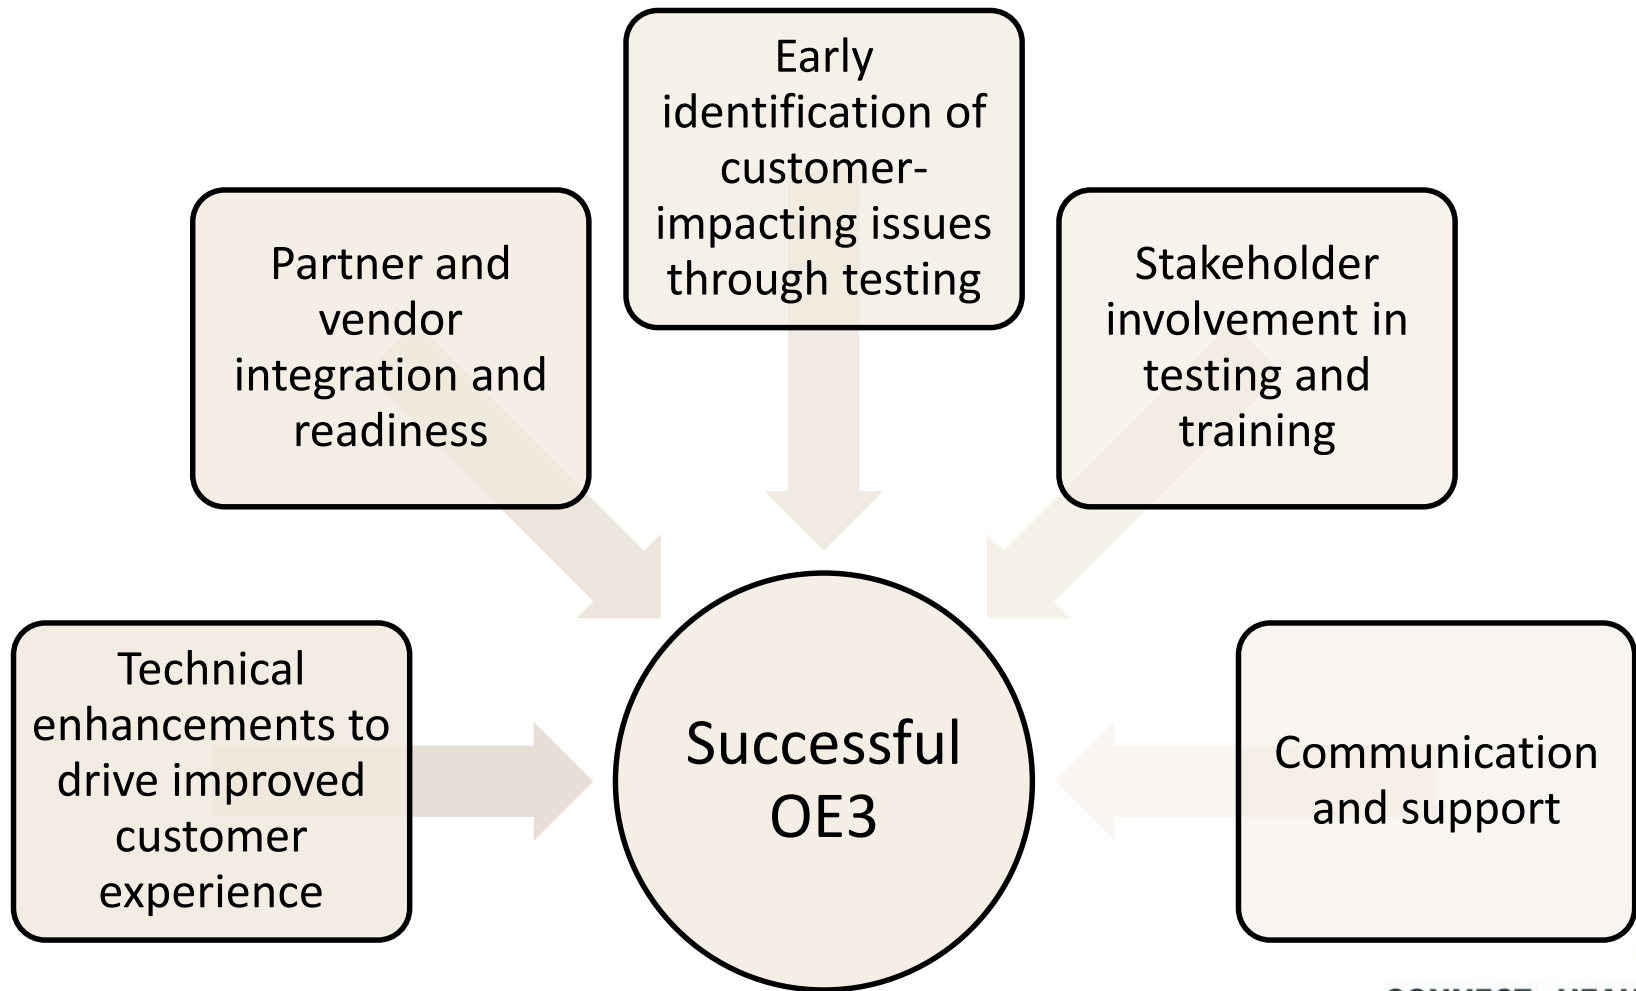 Early
identification of
customer-
impacting issues
through testing
Partner and
vendor
integration and
readiness
Stakeholder
involvement in
testing and
training
Technical
enhancements to
drive improved
customer
experience
Successful
OE3
Communication
and support